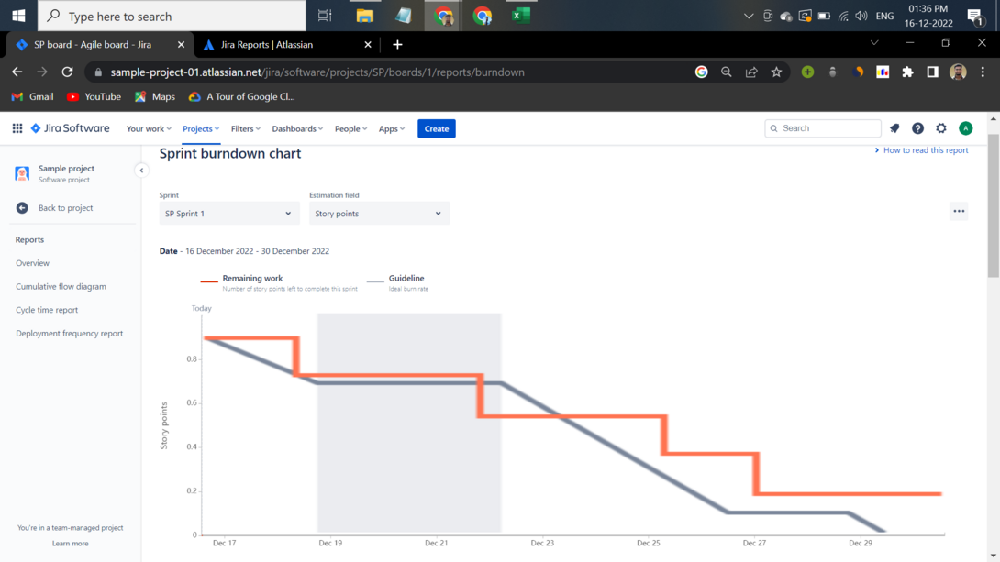 Type here to search
ENG
01:36 PM
16-12-2022
1
SP board - Agile board - Jira
Jira Reports | Atlassian
sample-project-01.atlassian.net/jira/software/projects/SP/boards/1/reports/burndown
Gmail
YouTube
Maps
A Tour of Google Cl...
Jira Software
Your work
Projects
Filters
Dashboards
People
Apps
Create
Search
A
Sample project
Software project
Back to project
Reports
Overview
Cumulative flow diagram
Cycle time report
Deployment frequency report
You're in a team-managed project
Learn more
Sprint burndown chart
How to read this report
Sprint
SP Sprint 1
Estimation field
Story points
Date - 16 December 2022 - 30 December 2022
Remaining work
Number of story points left to complete this sprint
Guideline
Ideal burn rate
Today
Story points
0.8
0.6
0.4
0.2
0
Dec 17
Dec 19
Dec 21
Dec 23
Dec 25
Dec 27
Dec 29